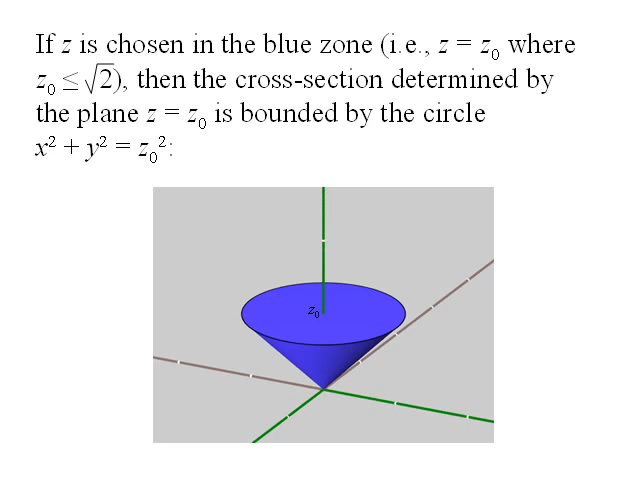 If z is chosen in the blue zone (i.e., z = z₀ where
z₀ ≤ √2), then the cross-section determined by
the plane z = z₀ is bounded by the circle
x² + y² = z₀²:
z₀